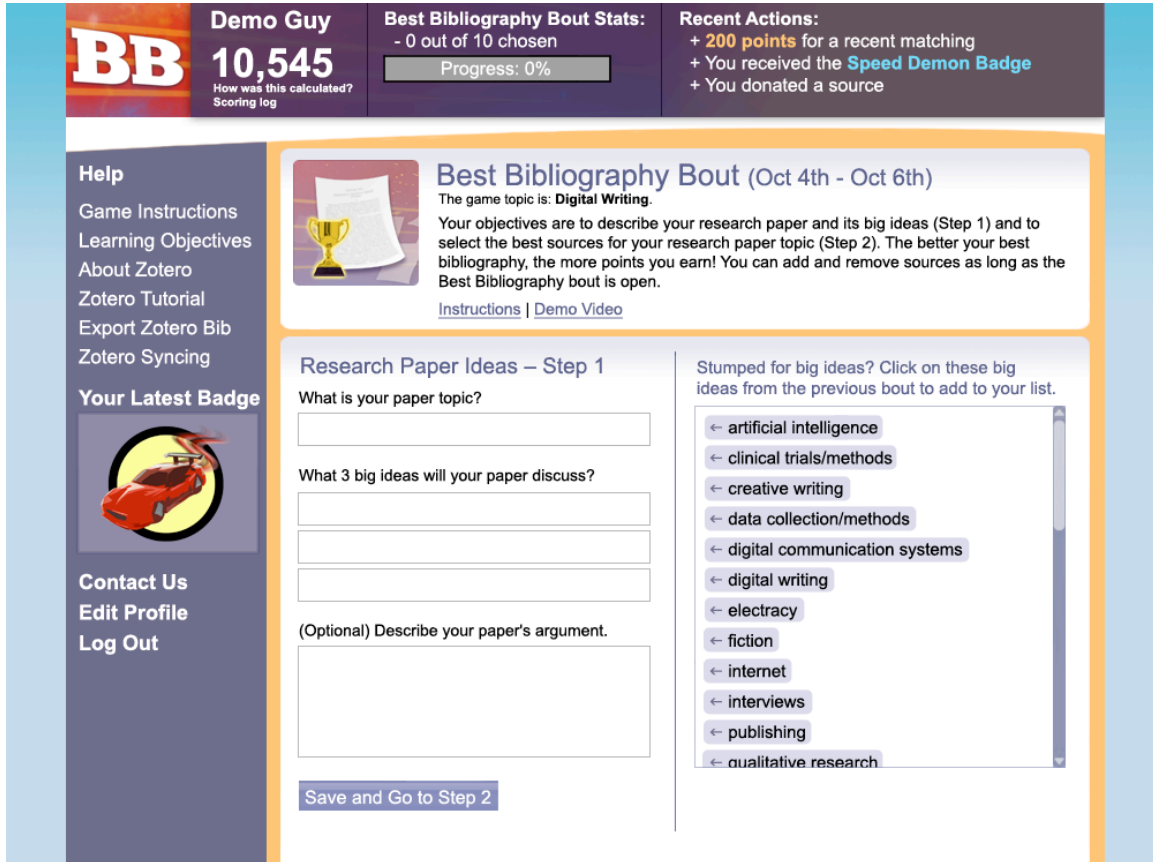 BB
Demo Guy
10,545
How was this calculated?
Scoring log
Best Bibliography Bout Stats:
- 0 out of 10 chosen
Progress: 0%
Recent Actions:
+ 200 points for a recent matching
+ You received the Speed Demon Badge
+ You donated a source
Help
Game Instructions
Learning Objectives
About Zotero
Zotero Tutorial
Export Zotero Bib
Zotero Syncing
Your Latest Badge
Contact Us
Edit Profile
Log Out
Best Bibliography Bout (Oct 4th - Oct 6th)
The game topic is: Digital Writing.
Your objectives are to describe your research paper and its big ideas (Step 1) and to
select the best sources for your research paper topic (Step 2). The better your best
bibliography, the more points you earn! You can add and remove sources as long as the
Best Bibliography bout is open.
Instructions | Demo Video
Research Paper Ideas – Step 1
What is your paper topic?
What 3 big ideas will your paper discuss?
(Optional) Describe your paper's argument.
Save and Go to Step 2
Stumped for big ideas? Click on these big
ideas from the previous bout to add to your list.
← artificial intelligence
← clinical trials/methods
← creative writing
← data collection/methods
← digital communication systems
← digital writing
← electracy
← fiction
← internet
← interviews
← publishing
← qualitative research